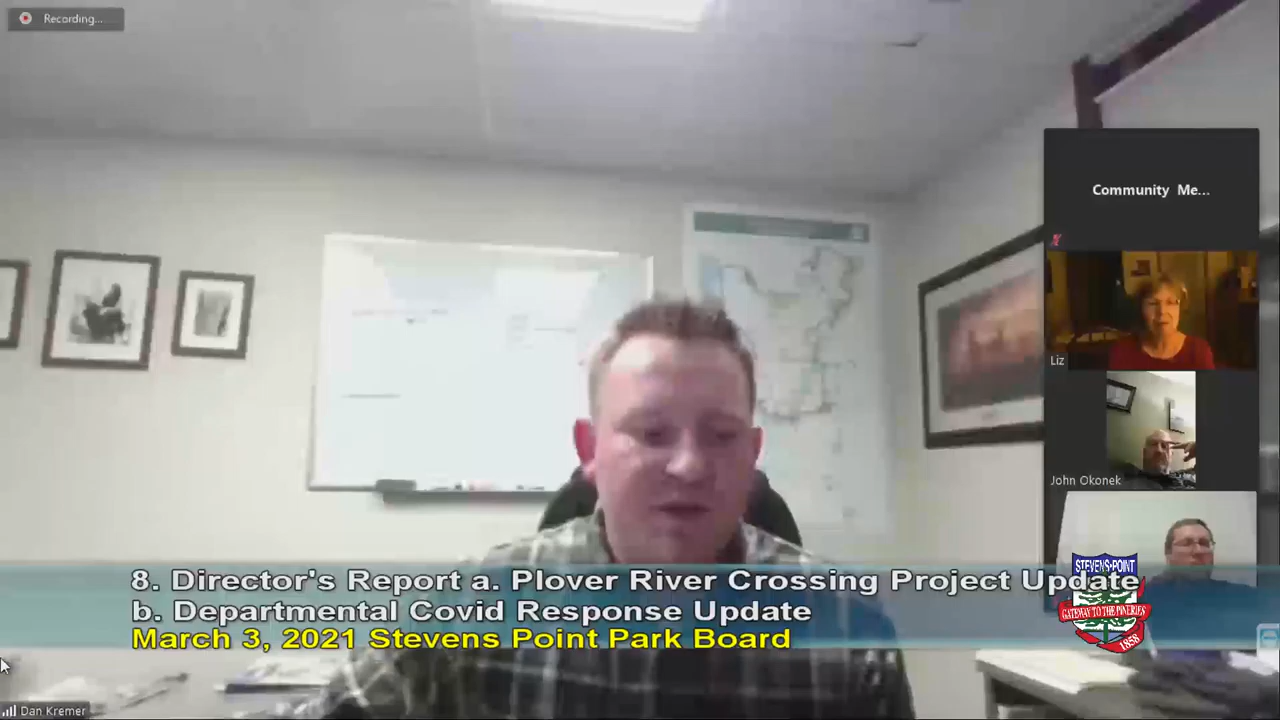 Recording...
Community Me...
Liz
John Okonek
8. Director's Report a. Plover River Crossing Project Update
b. Departmental Covid Response Update
March 3, 2021 Stevens Point Park Board
STEVENS POINT
GATEWAY TO THE PINERIES
1858
Dan Kremer